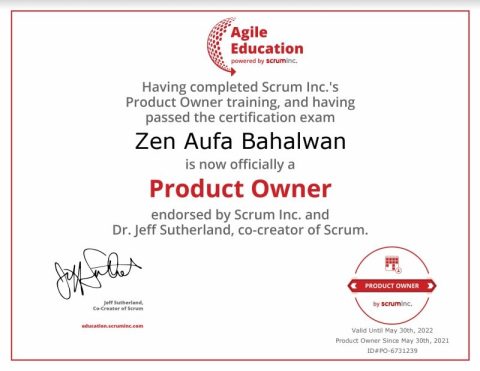 Agile
Education
powered by scruminc.
Having completed Scrum Inc.'s
Product Owner training, and having
passed the certification exam
Zen Aufa Bahalwan
is now officially a
Product Owner
endorsed by Scrum Inc. and
Dr. Jeff Sutherland, co-creator of Scrum.
Jeff Sutherland,
Co-Creator of Scrum
education.scruminc.com
PRODUCT OWNER
by scruminc.
Valid Until May 30th, 2022
Product Owner Since May 30th, 2021
ID#PO-6731239